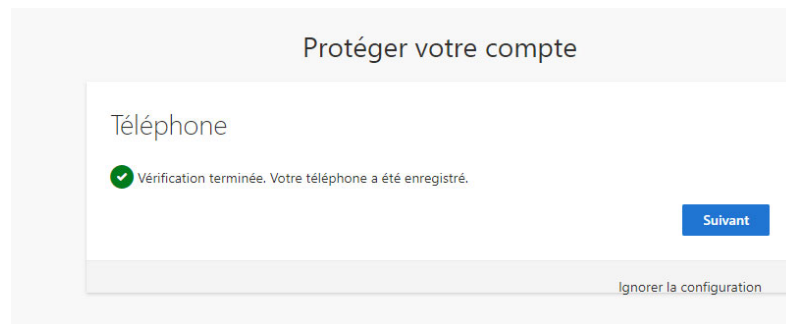 Protéger votre compte
Téléphone
Vérification terminée. Votre téléphone a été enregistré.
Suivant
Ignorer la configuration